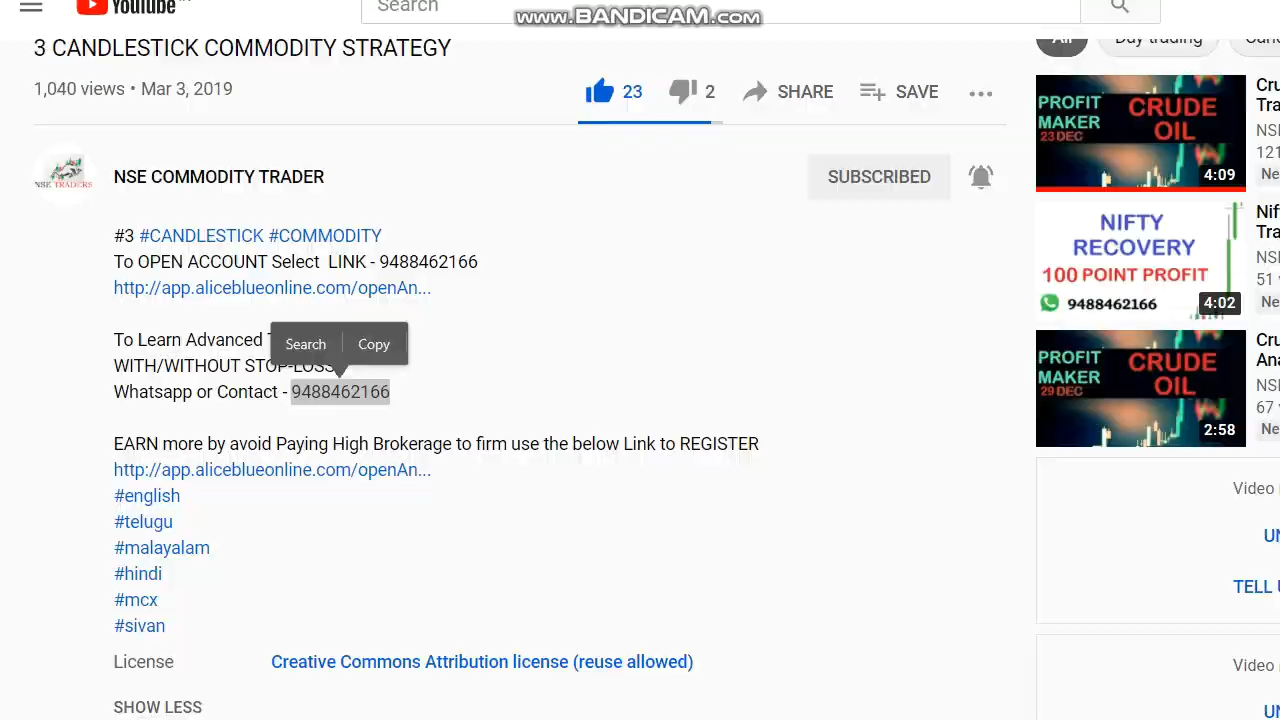 YouTube
Search
www.BANDICAM.com
3 CANDLESTICK COMMODITY STRATEGY
1,040 views • Mar 3, 2019
23
2
SHARE
SAVE
NSE TRADERS
NSE COMMODITY TRADER
SUBSCRIBED
#3 #CANDLESTICK #COMMODITY
To OPEN ACCOUNT Select LINK - 9488462166
http://app.aliceblueonline.com/openAn...
To Learn Advanced
Search Copy
WITH/WITHOUT STOP-LOSS
Whatsapp or Contact - 9488462166
EARN more by avoid Paying High Brokerage to firm use the below Link to REGISTER
http://app.aliceblueonline.com/openAn...
#english
#telugu
#malayalam
#hindi
#mcx
#sivan
License Creative Commons Attribution license (reuse allowed)
SHOW LESS
All Day trading
PROFIT MAKER
23 DEC
CRUDE OIL
4:09
NIFTY
RECOVERY
100 POINT PROFIT
9488462166
4:02
PROFIT MAKER
29 DEC
CRUDE OIL
2:58
Video
TELL
Video